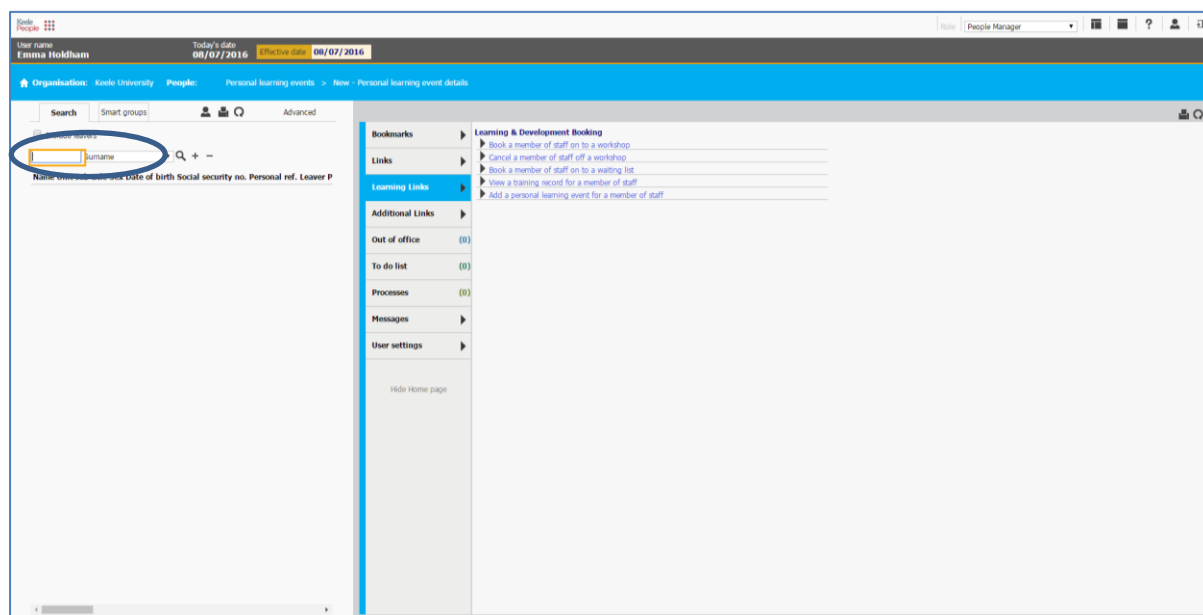 Keele
People
Role People Manager
User name
Emma Holdham
Today's date
08/07/2016
Effective date 08/07/2016
Organisation: Keele University People: Personal learning events > New - Personal learning event details
Search Smart groups Advanced
Surname
Date of birth Social security no. Personal ref. Leaver P
Bookmarks
Links
Learning Links
Additional Links
Out of office (0)
To do list (0)
Processes (0)
Messages
User settings
Hide Home page
Learning & Development Booking
Book a member of staff on to a workshop
Cancel a member of staff off a workshop
Book a member of staff on to a waiting list
View a training record for a member of staff
Add a personal learning event for a member of staff